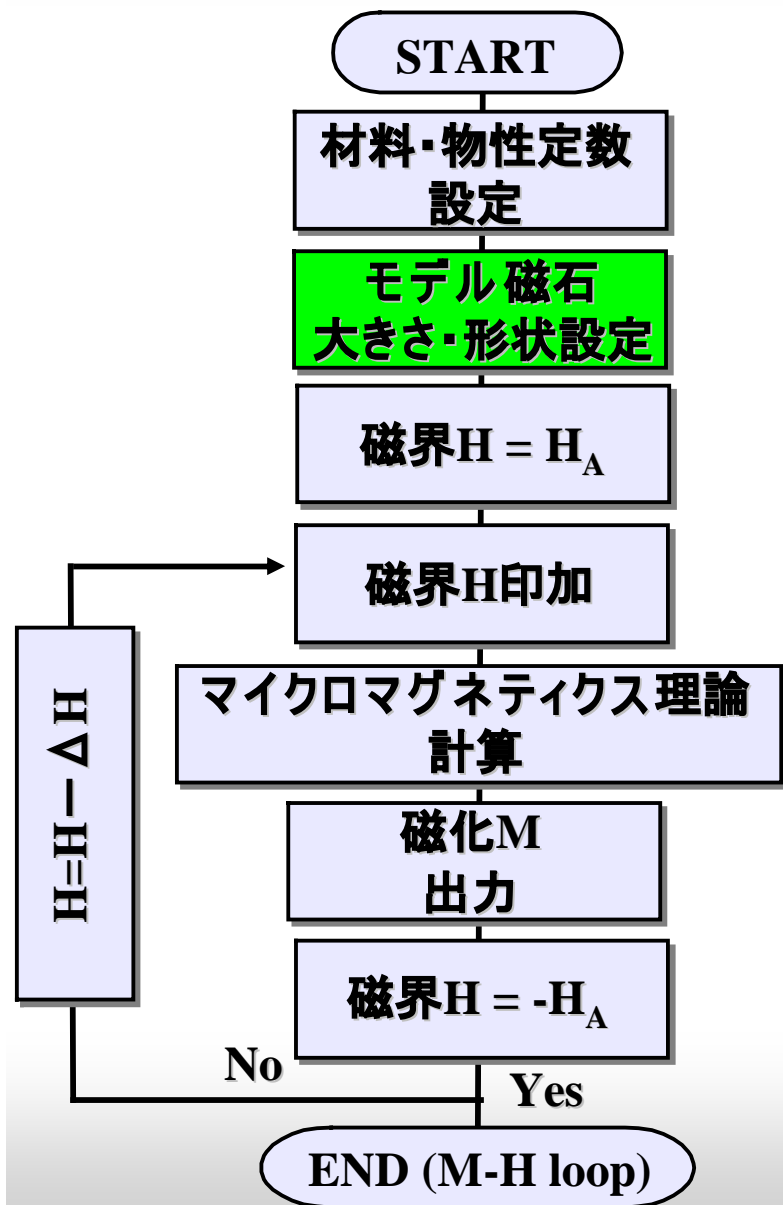 START
材料・物性定数
設定
モデル磁石
大きさ・形状設定
磁界H = HA
磁界H印加
マイクロマグネティクス理論
計算
磁化M
出力
磁界H = -HA
H=H－ΔH
No
Yes
END (M-H loop)